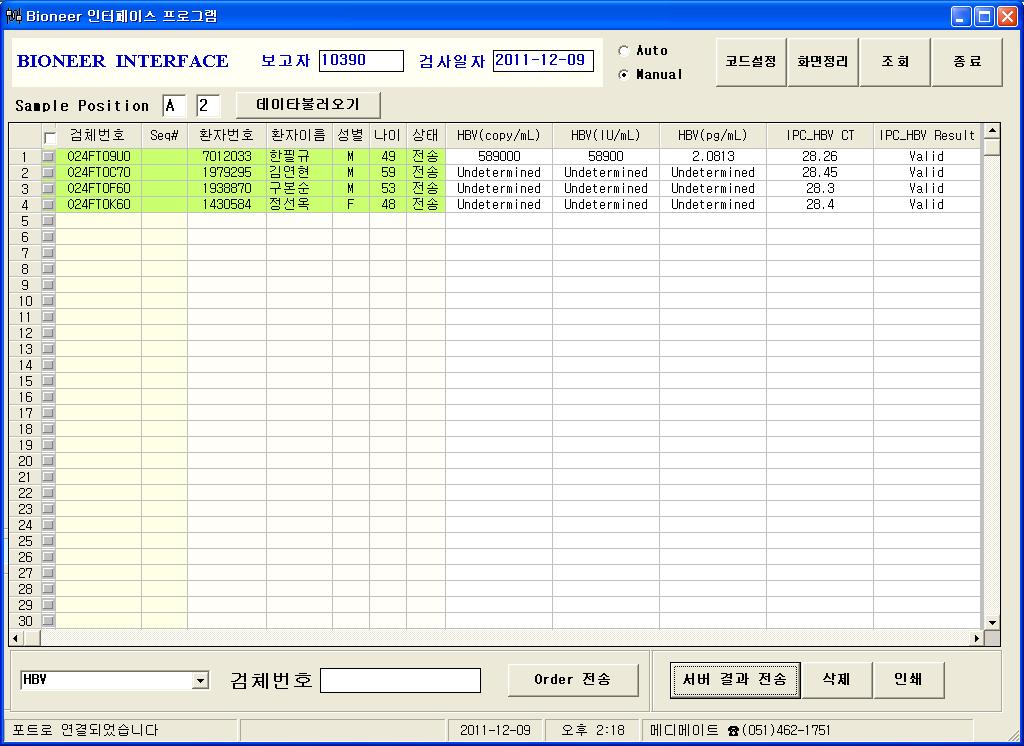 Bioneer 인터페이스 프로그램
BIONEER INTERFACE 보고자 10390 검사일자 2011-12-09
Auto
Manual
코드설정 화면정리 조 회 종 료
Sample Position A 2 데이타불러오기
검체번호 Seq# 환자번호 환자이름 성별 나이 상태 HBV(copy/mL) HBV(IU/mL) HBV(pg/mL) IPC_HBV CT IPC_HBV Result
1 024FT09U0 7012033 한필규 M 49 전송 589000 58900 2.0813 28.26 Valid
2 024FT0C70 1979295 김연현 M 59 전송 Undetermined Undetermined Undetermined 28.45 Valid
3 024FT0F60 1938870 구본순 M 53 전송 Undetermined Undetermined Undetermined 28.3 Valid
4 024FT0K60 1430584 정선옥 F 48 전송 Undetermined Undetermined Undetermined 28.4 Valid
5
6
7
8
9
10
11
12
13
14
15
16
17
18
19
20
21
22
23
24
25
26
27
28
29
30
HBV 검체번호 Order 전송 서버 결과 전송 삭제 인쇄
포트로 연결되었습니다 2011-12-09 오후 2:18 메디메이트 ☎(051)462-1751